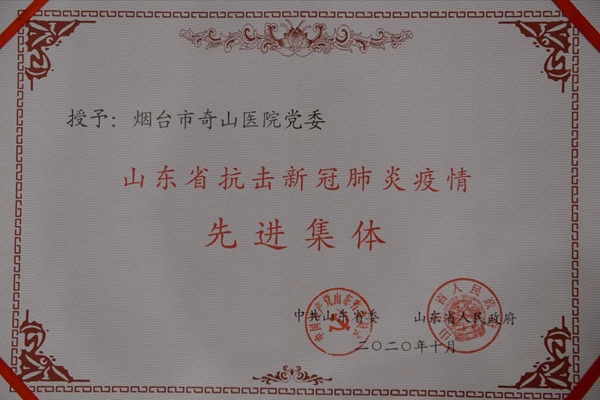 授予：烟台市奇山医院党委
山东省抗击新冠肺炎疫情
先进集体
中共山东省委 山东省人民政府
二〇二〇年十月